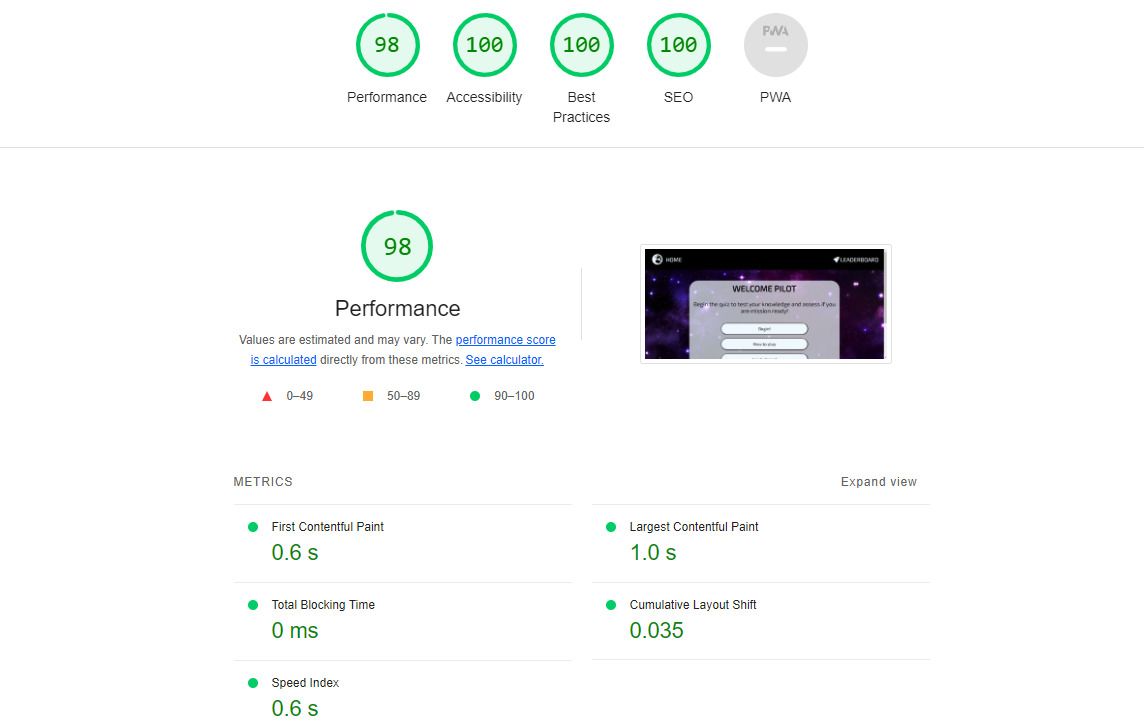 98
100
100
100
PWA
Performance
Accessibility
Best
Practices
SEO
PWA
98
Performance
Values are estimated and may vary. The performance score
is calculated directly from these metrics. See calculator.
0–49
50–89
90–100
HOME
LEADERBOARD
WELCOME PILOT
Begin the quiz to test your knowledge and assess if you
are mission ready!
Begin!
How to play
METRICS
Expand view
First Contentful Paint
0.6 s
Largest Contentful Paint
1.0 s
Total Blocking Time
0 ms
Cumulative Layout Shift
0.035
Speed Index
0.6 s